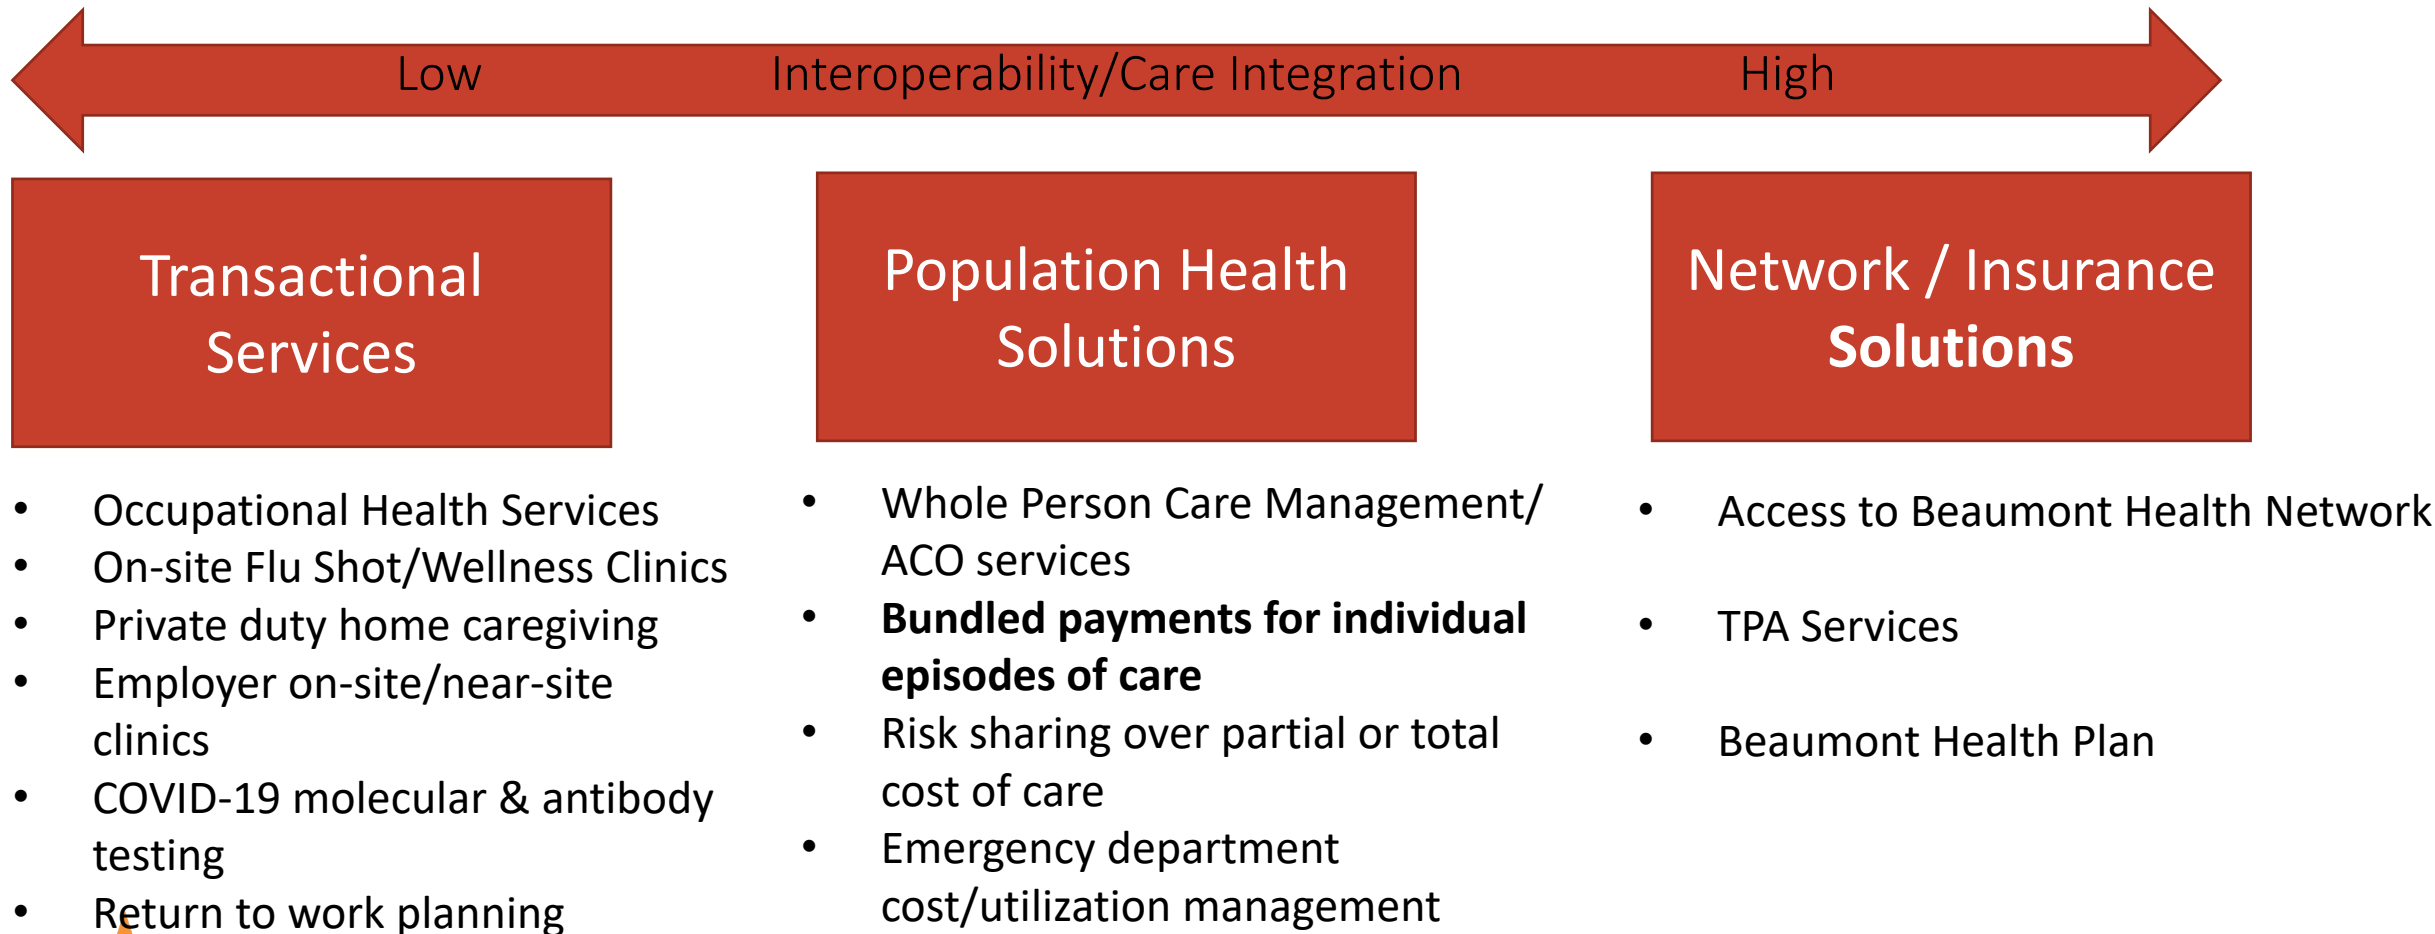 Low Interoperability/Care Integration High
Transactional
Services
Population Health
Solutions
Network / Insurance
Solutions
• Occupational Health Services
• On-site Flu Shot/Wellness Clinics
• Private duty home caregiving
• Employer on-site/near-site
clinics
• COVID-19 molecular & antibody
testing
• Return to work planning
• Whole Person Care Management/
ACO services
• Bundled payments for individual
episodes of care
• Risk sharing over partial or total
cost of care
• Emergency department
cost/utilization management
• Access to Beaumont Health Network
• TPA Services
• Beaumont Health Plan